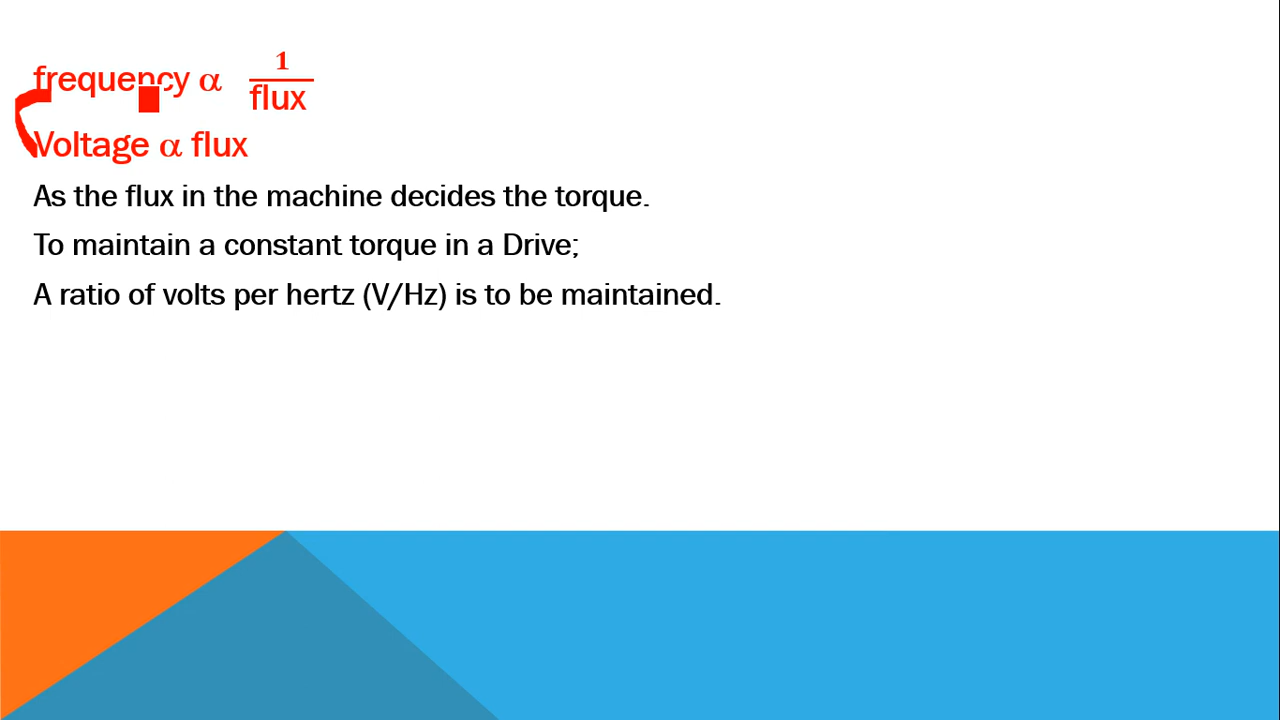 frequency α 1/flux
Voltage α flux
As the flux in the machine decides the torque.
To maintain a constant torque in a Drive;
A ratio of volts per hertz (V/Hz) is to be maintained.